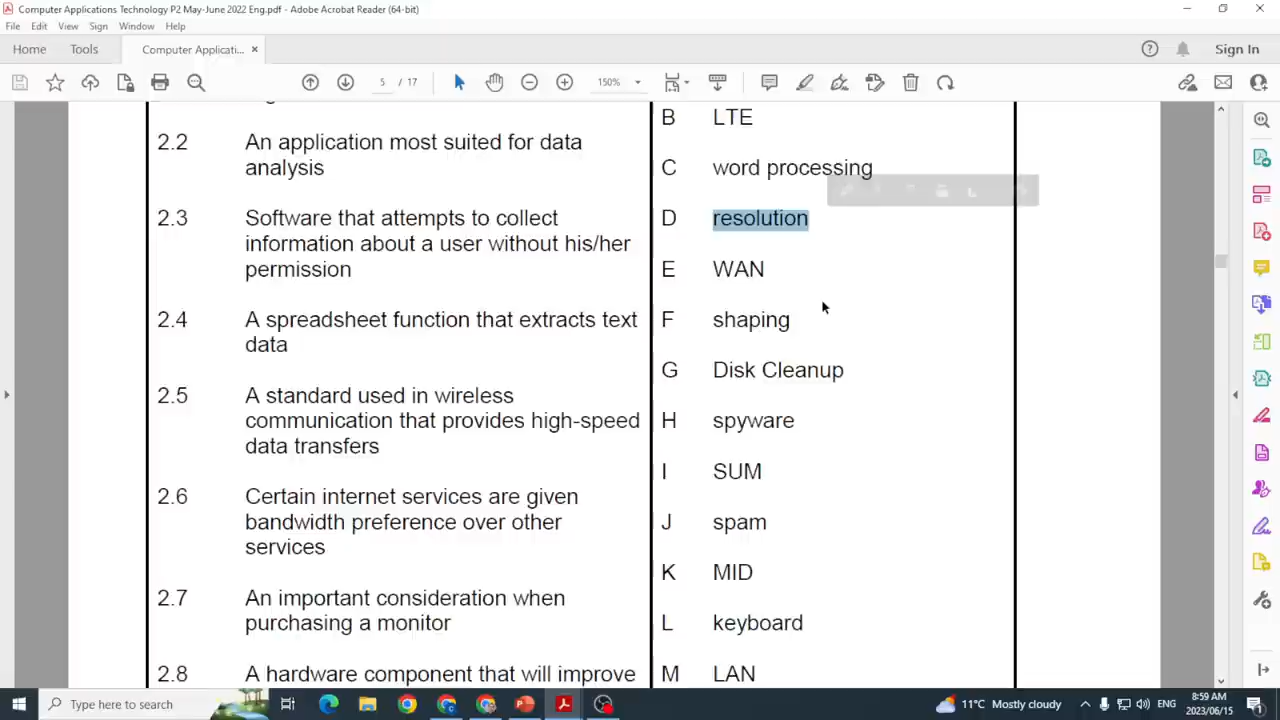 Computer Applications Technology P2 May-June 2022 Eng.pdf - Adobe Acrobat Reader (64-bit)
File Edit View Sign Window Help
Home Tools Computer Applicati... × Sign In
5 / 17 150%
B LTE
2.2 An application most suited for data
analysis
C word processing
2.3 Software that attempts to collect
information about a user without his/her
permission
D resolution
E WAN
2.4 A spreadsheet function that extracts text
data
F shaping
G Disk Cleanup
2.5 A standard used in wireless
communication that provides high-speed
data transfers
H spyware
I SUM
2.6 Certain internet services are given
bandwidth preference over other
services
J spam
K MID
2.7 An important consideration when
purchasing a monitor
L keyboard
2.8 A hardware component that will improve
M LAN
Type here to search
11°C Mostly cloudy
ENG
8:59 AM
2023/06/15